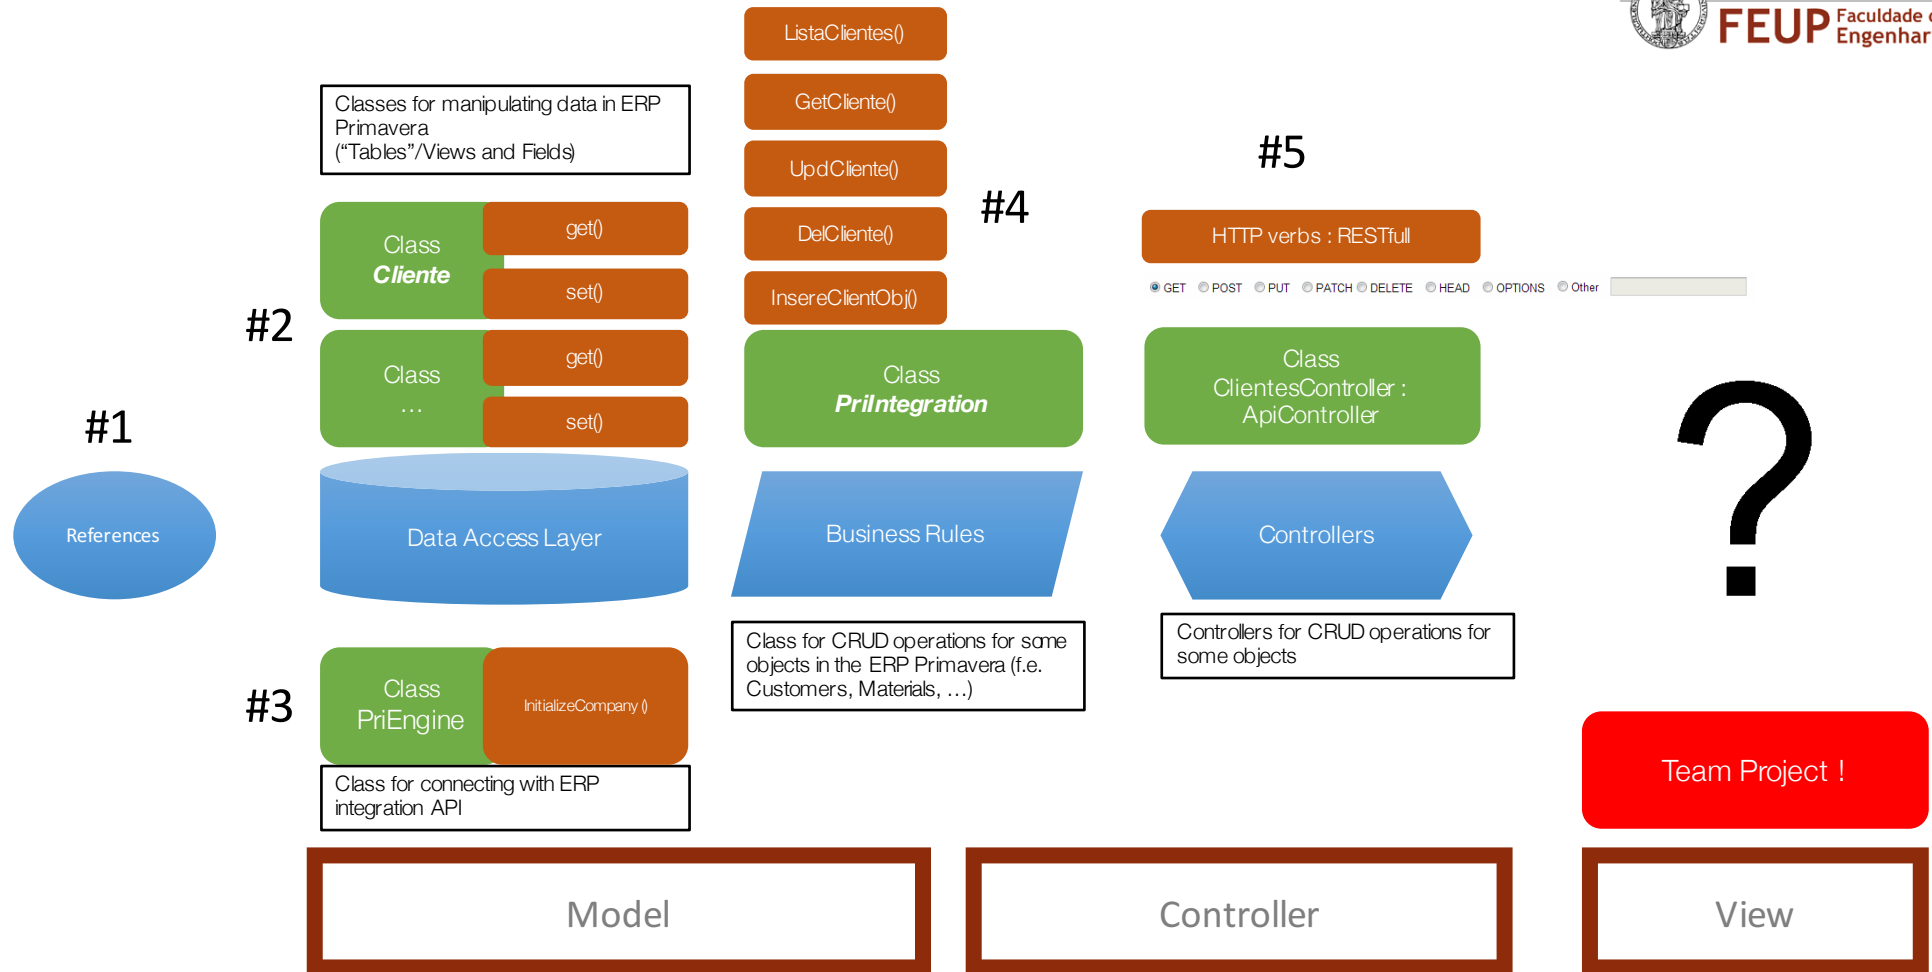 FEUP
Faculdade
Engenhar
ListaClientes()
GetCliente()
UpdCliente()
DelCliente()
InsereClientObj()
Classes for manipulating data in ERP
Primavera
(“Tables”/Views and Fields)
#5
#4
HTTP verbs : RESTfull
GET POST PUT PATCH DELETE HEAD OPTIONS Other
Class
Cliente
get()
set()
#2
Class
...
get()
set()
Class
PriIntegration
Class
ClientesController :
ApiController
#1
References
Data Access Layer
Business Rules
Controllers
?
Class for CRUD operations for some
objects in the ERP Primavera (f.e.
Customers, Materials, ...)
Controllers for CRUD operations for
some objects
#3
Class
PriEngine
InitializeCompany ()
Class for connecting with ERP
integration API
Team Project !
Model
Controller
View